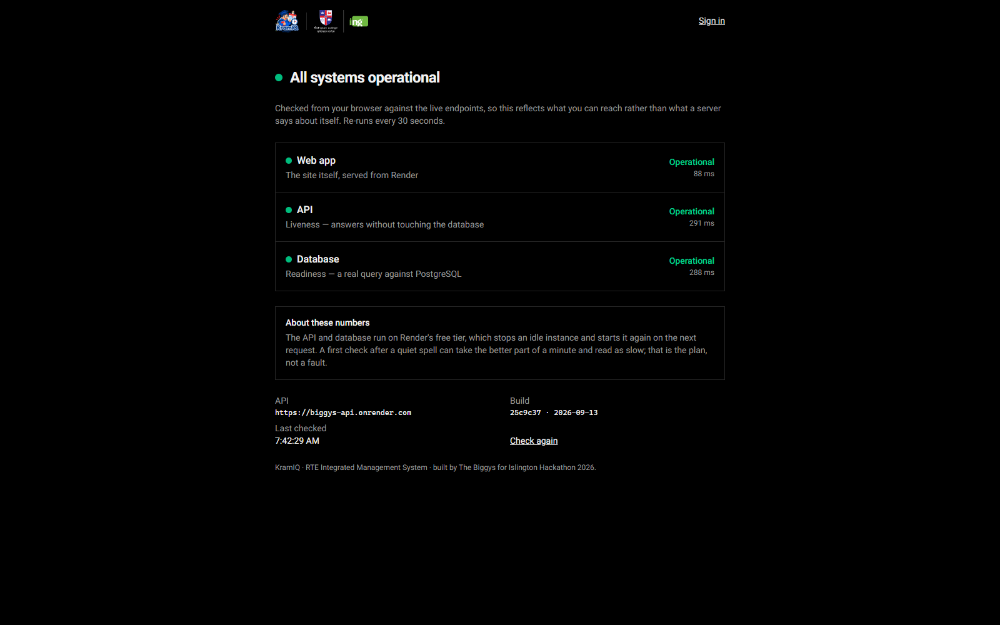 KramIQ
islington college
ing
Sign in
All systems operational
Checked from your browser against the live endpoints, so this reflects what you can reach rather than what a server
says about itself. Re-runs every 30 seconds.
Web app
Operational
The site itself, served from Render
88 ms
API
Operational
Liveness — answers without touching the database
291 ms
Database
Operational
Readiness — a real query against PostgreSQL
288 ms
About these numbers
The API and database run on Render's free tier, which stops an idle instance and starts it again on the next
request. A first check after a quiet spell can take the better part of a minute and read as slow; that is the plan,
not a fault.
API
Build
https://biggys-api.onrender.com
25c9c37 · 2026-09-13
Last checked
7:42:29 AM
Check again
KramIQ · RTE Integrated Management System · built by The Biggys for Islington Hackathon 2026.